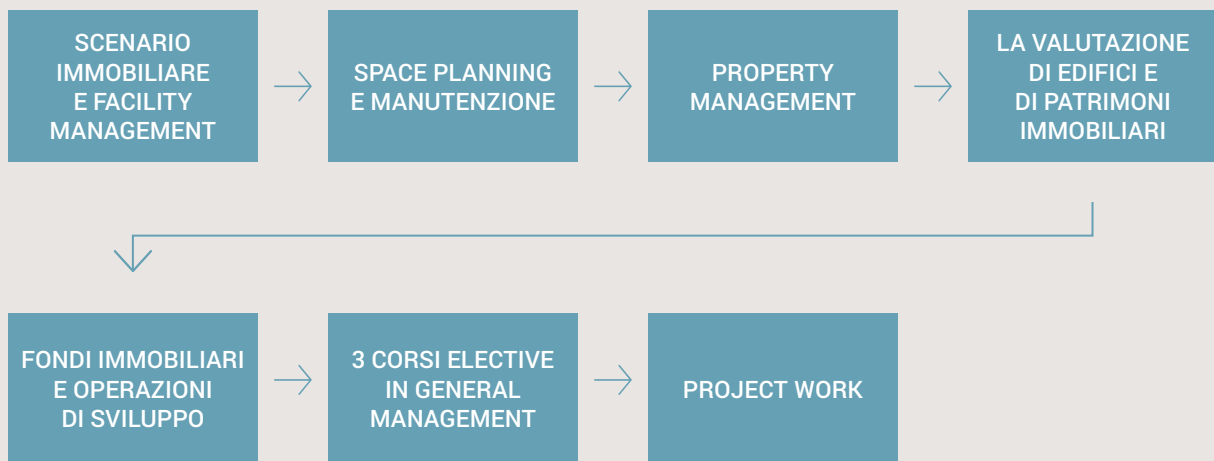 SCENARIO
IMMOBILIARE
E FACILITY
MANAGEMENT
SPACE PLANNING
E MANUTENZIONE
PROPERTY
MANAGEMENT
LA VALUTAZIONE
DI EDIFICI E
DI PATRIMONI
IMMOBILIARI
FONDI IMMOBILIARI
E OPERAZIONI
DI SVILUPPO
3 CORSI ELECTIVE
IN GENERAL
MANAGEMENT
PROJECT WORK